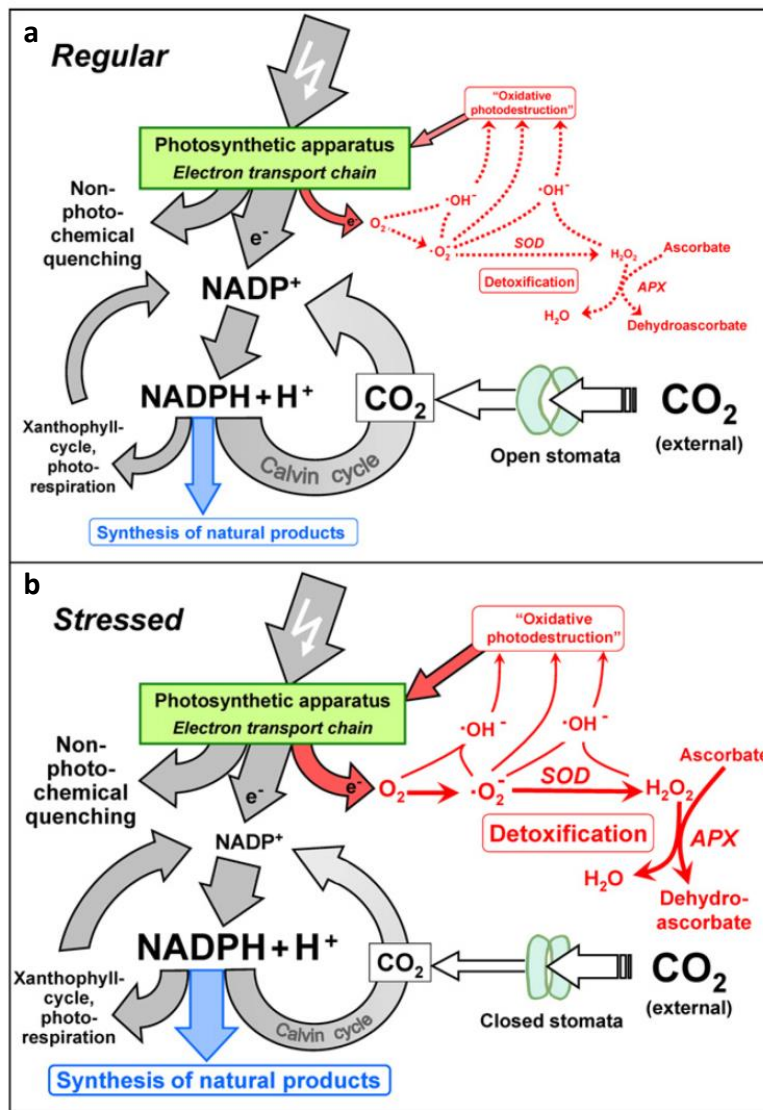 a
Regular
"Oxidative
photodestruction"
Photosynthetic apparatus
Electron transport chain
Non-
photo-
chemical
quenching
e-
e-
O2
·OH-
·O2-
·OH-
SOD
H2O2
Ascorbate
Detoxification
APX
H2O
Dehydroascorbate
NADP+
NADPH + H+
CO2
CO2
(external)
Xanthophyll-
cycle,
photo-
respiration
Calvin cycle
Open stomata
Synthesis of natural products
b
Stressed
"Oxidative
photodestruction"
Photosynthetic apparatus
Electron transport chain
Non-
photo-
chemical
quenching
e-
e-
O2
·OH-
·O2-
·OH-
SOD
H2O2
Ascorbate
Detoxification
APX
H2O
Dehydro-
ascorbate
NADP+
NADPH + H+
CO2
CO2
(external)
Xanthophyll-
cycle,
photo-
respiration
Calvin cycle
Closed stomata
Synthesis of natural products